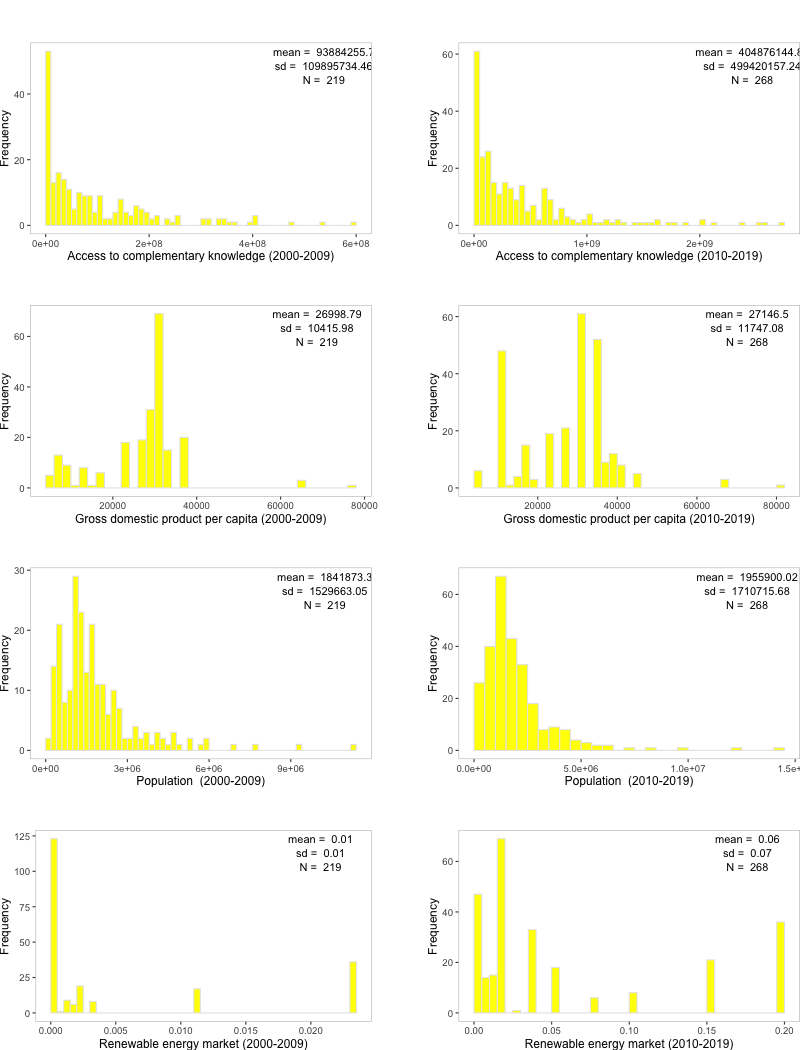 mean = 93884255.7
sd = 109895734.46
N = 219
Frequency
40
20
0
0e+00 2e+08 4e+08 6e+08
Access to complementary knowledge (2000-2009)
mean = 404876144.8
sd = 499420157.24
N = 268
Frequency
60
40
20
0
0e+00 1e+09 2e+09
Access to complementary knowledge (2010-2019)
mean = 26998.79
sd = 10415.98
N = 219
Frequency
60
40
20
0
20000 40000 60000 80000
Gross domestic product per capita (2000-2009)
mean = 27146.5
sd = 11747.08
N = 268
Frequency
60
40
20
0
20000 40000 60000 80000
Gross domestic product per capita (2010-2019)
mean = 1841873.3
sd = 1529663.05
N = 219
Frequency
30
20
10
0
0e+00 3e+06 6e+06 9e+06
Population (2000-2009)
mean = 1955900.02
sd = 1710715.68
N = 268
Frequency
60
40
20
0
0.0e+00 5.0e+06 1.0e+07 1.5e+
Population (2010-2019)
mean = 0.01
sd = 0.01
N = 219
Frequency
125
100
75
50
25
0
0.000 0.005 0.010 0.015 0.020
Renewable energy market (2000-2009)
mean = 0.06
sd = 0.07
N = 268
Frequency
60
40
20
0
0.00 0.05 0.10 0.15 0.20
Renewable energy market (2010-2019)